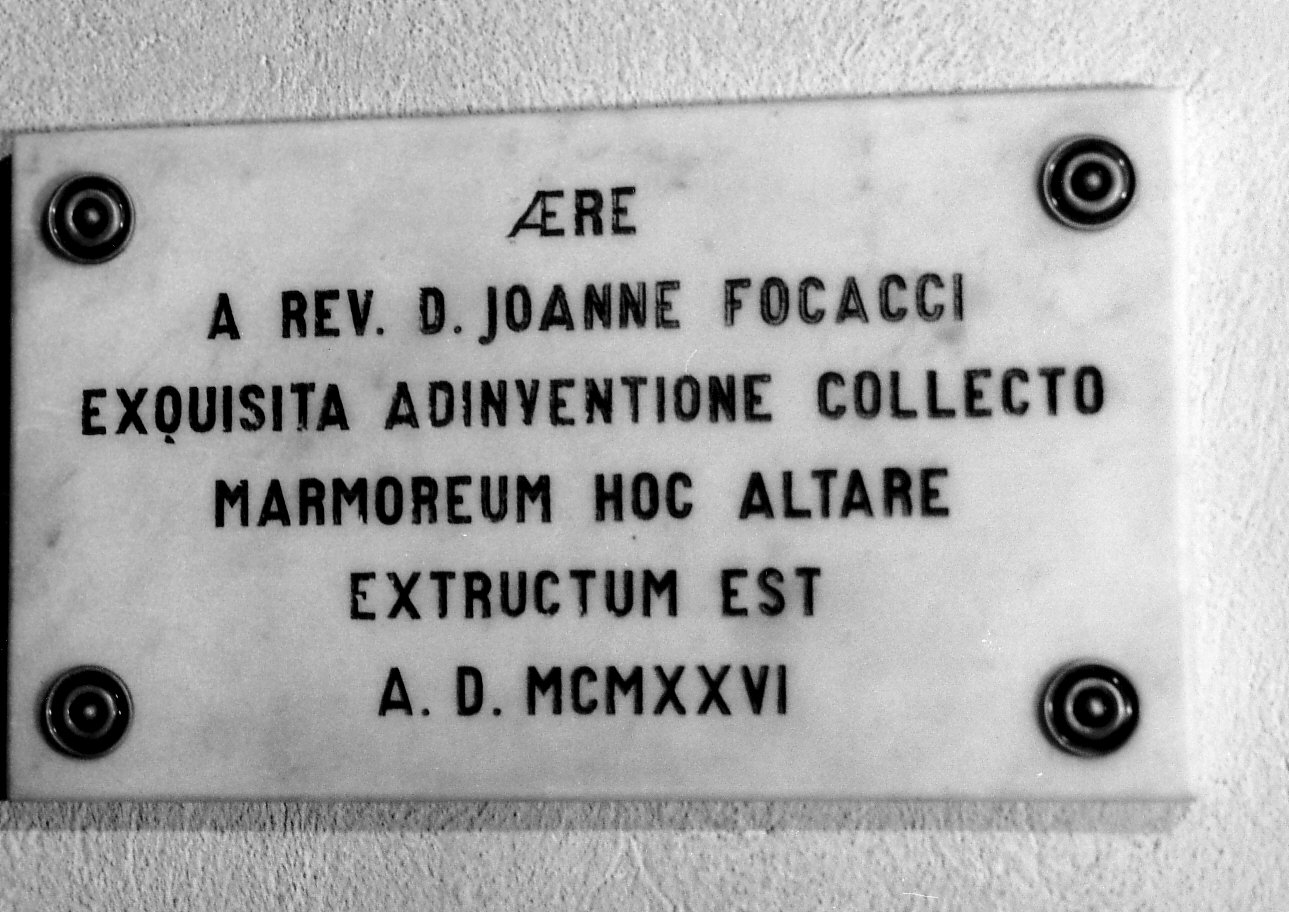 ÆRE
A REV. D. JOANNE FOCACCI
EXQUISITA ADINVENTIONE COLLECTO
MARMOREUM HOC ALTARE
EXTRUCTUM EST
A. D. MCMXXVI